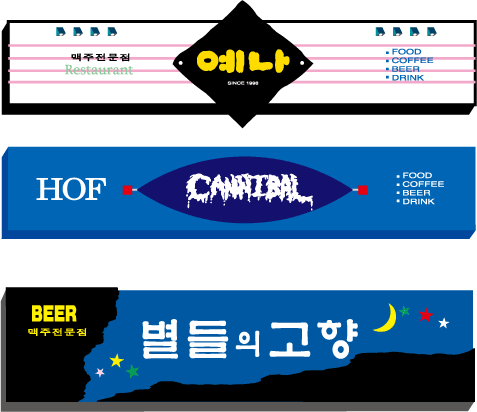 맥주전문점
Restaurant
예나
SINCE 1998
FOOD
COFFEE
BEER
DRINK
HOF
CANNIBAL
FOOD
COFFEE
BEER
DRINK
BEER
맥주전문점
별들의고향